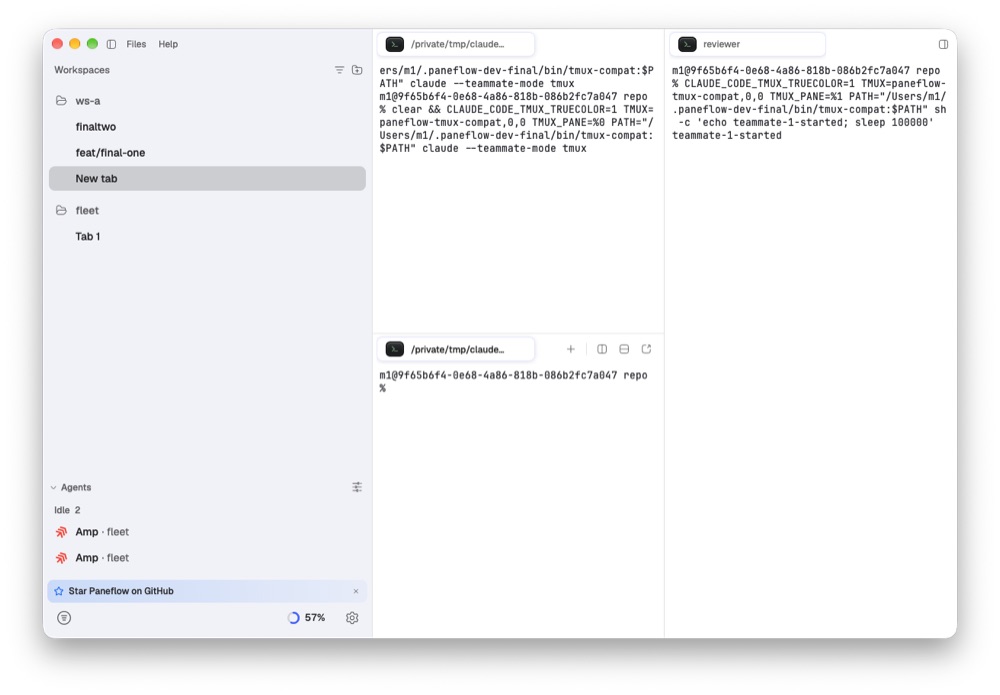 Files Help
Workspaces
ws-a
finaltwo
feat/final-one
New tab
fleet
Tab 1
Agents
Idle 2
Amp · fleet
Amp · fleet
Star Paneflow on GitHub
57%
/private/tmp/claude…
ers/m1/.paneflow-dev-final/bin/tmux-compat:$P
ATH" claude --teammate-mode tmux
m1@9f65b6f4-0e68-4a86-818b-086b2fc7a047 repo
% clear && CLAUDE_CODE_TMUX_TRUECOLOR=1 TMUX=
paneflow-tmux-compat,0,0 TMUX_PANE=%0 PATH="/
Users/m1/.paneflow-dev-final/bin/tmux-compat:
$PATH" claude --teammate-mode tmux
/private/tmp/claude…
m1@9f65b6f4-0e68-4a86-818b-086b2fc7a047 repo
%
reviewer
m1@9f65b6f4-0e68-4a86-818b-086b2fc7a047 repo
% CLAUDE_CODE_TMUX_TRUECOLOR=1 TMUX=paneflow-
tmux-compat,0,0 TMUX_PANE=%1 PATH="/Users/m1/
.paneflow-dev-final/bin/tmux-compat:$PATH" sh
-c 'echo teammate-1-started; sleep 100000'
teammate-1-started